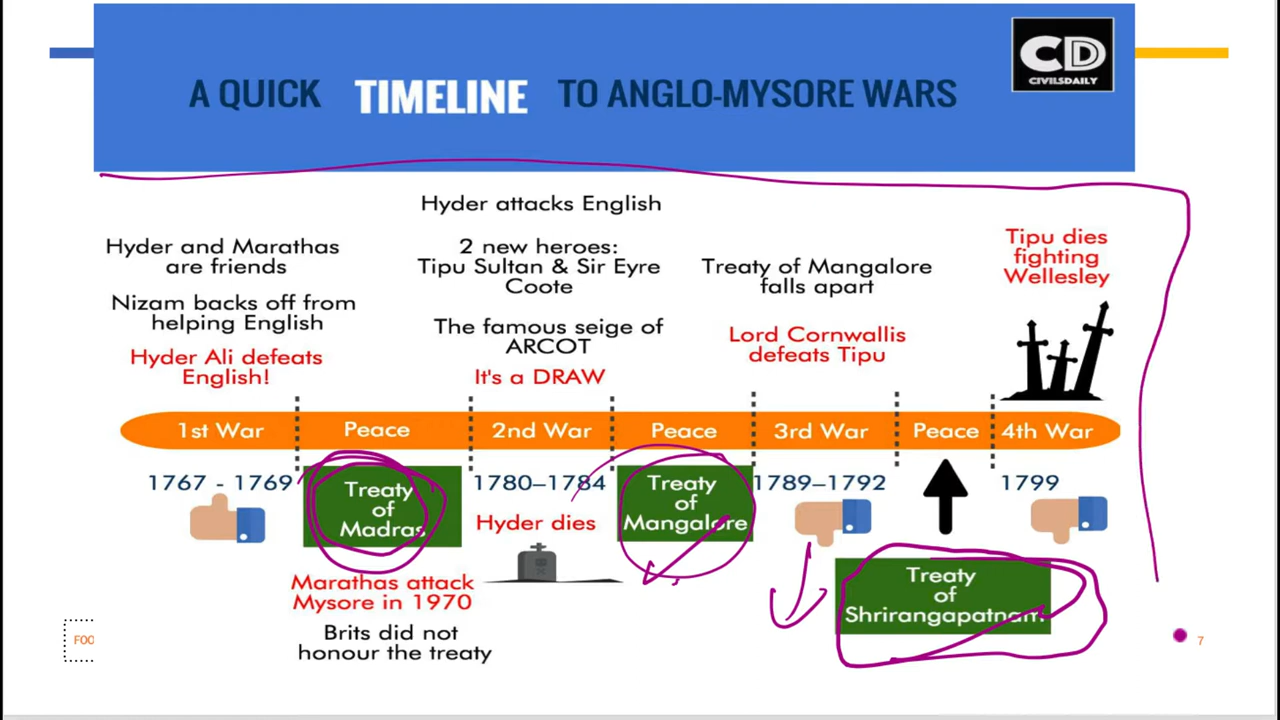 CD
CIVILSDAILY
A QUICK TIMELINE TO ANGLO-MYSORE WARS
Hyder and Marathas
are friends
Nizam backs off from
helping English
Hyder Ali defeats
English!
Hyder attacks English
2 new heroes:
Tipu Sultan & Sir Eyre
Coote
The famous seige of
ARCOT
It's a DRAW
Treaty of Mangalore
falls apart
Lord Cornwallis
defeats Tipu
Tipu dies
fighting
Wellesley
1st War
Peace
2nd War
Peace
3rd War
Peace
4th War
1767 - 1769
Treaty
of
Madras
1780–1784
Hyder dies
Treaty
of
Mangalore
1789–1792
1799
Marathas attack
Mysore in 1970
Brits did not
honour the treaty
Treaty
of
Shrirangapatnam
FOO
7